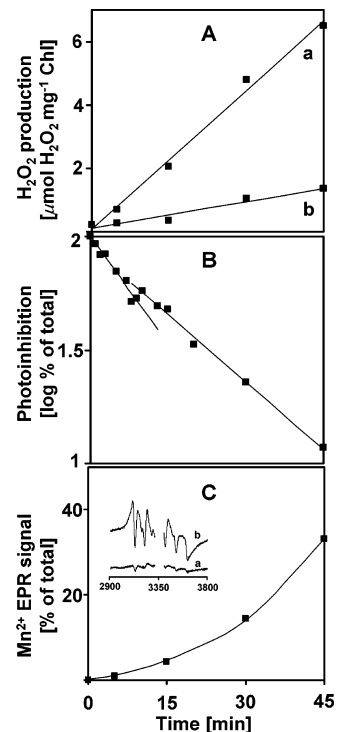 A
6
4
2
H₂O₂ production
[μmol H₂O₂ mg⁻¹ Chl]
a
b
B
2
1.5
1
Photoinhibition
[log % of total]
C
40
20
Mn²⁺ EPR signal
[% of total]
b
a
2900 3350 3800
0 15 30 45
Time [min]